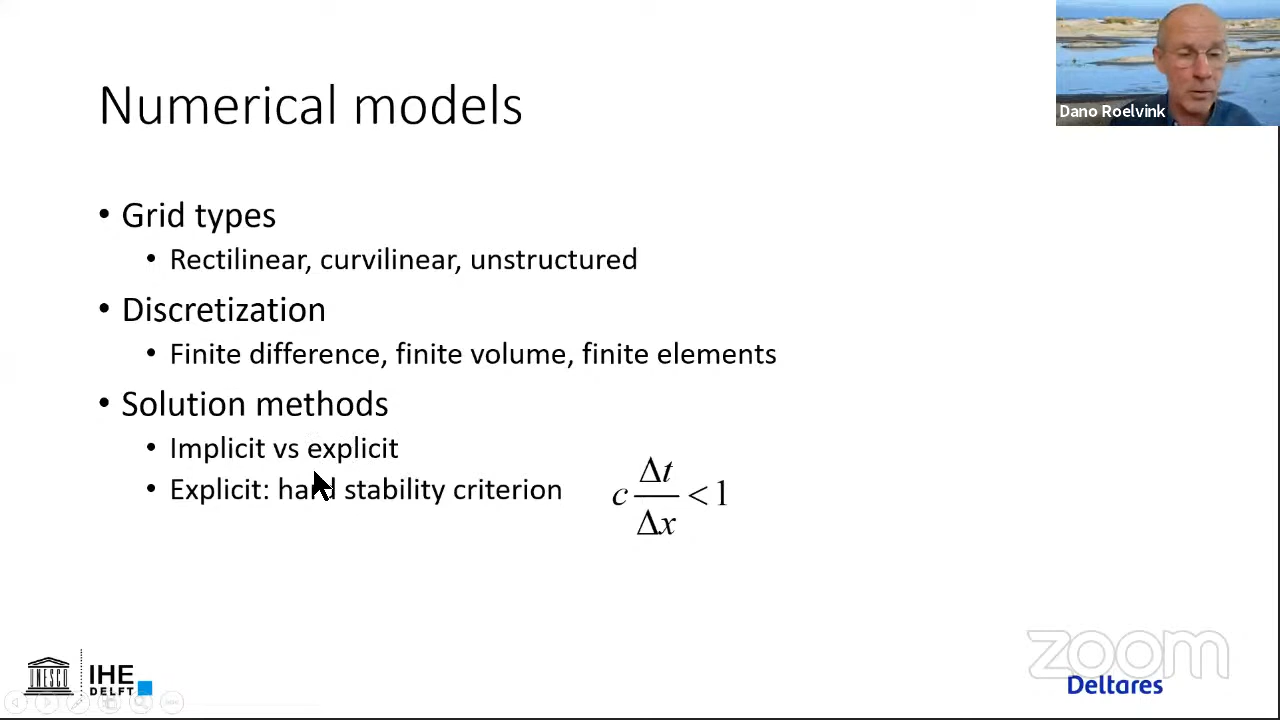 Numerical models
Dano Roelvink
• Grid types
• Rectilinear, curvilinear, unstructured
• Discretization
• Finite difference, finite volume, finite elements
• Solution methods
• Implicit vs explicit
• Explicit: hard stability criterion
c Δt/Δx < 1
UNESCO
IHE
DELFT
zoom
Deltares